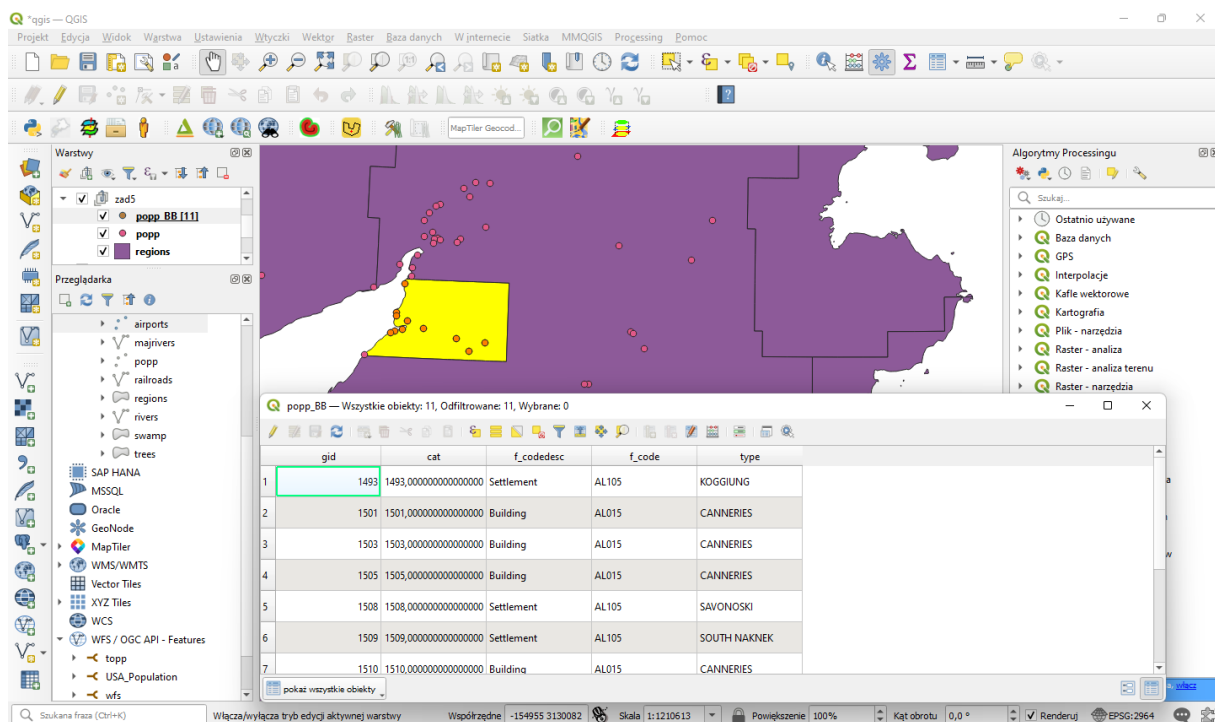 *qgis — QGIS
Projekt Edycja Widok Warstwa Ustawienia Wtyczki Wektor Raster Baza danych W internecie Siatka MMQGIS Processing Pomoc
MapTiler Geocod...
Warstwy
zad5
popp_BB [11]
popp
regions
Przeglądarka
airports
majrivers
popp
railroads
regions
rivers
swamp
trees
SAP HANA
MSSQL
Oracle
GeoNode
MapTiler
WMS/WMTS
Vector Tiles
XYZ Tiles
WCS
WFS / OGC API - Features
topp
USA_Population
wfs
Algorytmy Processingu
Szukaj...
Ostatnio używane
Baza danych
GPS
Interpolacje
Kafle wektorowe
Kartografia
Plik - narzędzia
Raster - analiza
Raster - analiza terenu
Raster - narzędzia
popp_BB — Wszystkie obiekty: 11, Odfiltrowane: 11, Wybrane: 0
gid cat f_codedesc f_code type
1 1493 1493,000000000000000 Settlement AL105 KOGGIUNG
2 1501 1501,000000000000000 Building AL015 CANNERIES
3 1503 1503,000000000000000 Building AL015 CANNERIES
4 1505 1505,000000000000000 Building AL015 CANNERIES
5 1508 1508,000000000000000 Settlement AL105 SAVONOSKI
6 1509 1509,000000000000000 Settlement AL105 SOUTH NAKNEK
7 1510 1510,000000000000000 Building AL015 CANNERIES
pokaż wszystkie obiekty
włącz
Szukana fraza (Ctrl+K) Włącza/wyłącza tryb edycji aktywnej warstwy Współrzędne -154955 3130082 Skala 1:1210613 Powiększenie 100% Kąt obrotu 0,0 ° Renderuj EPSG:2964